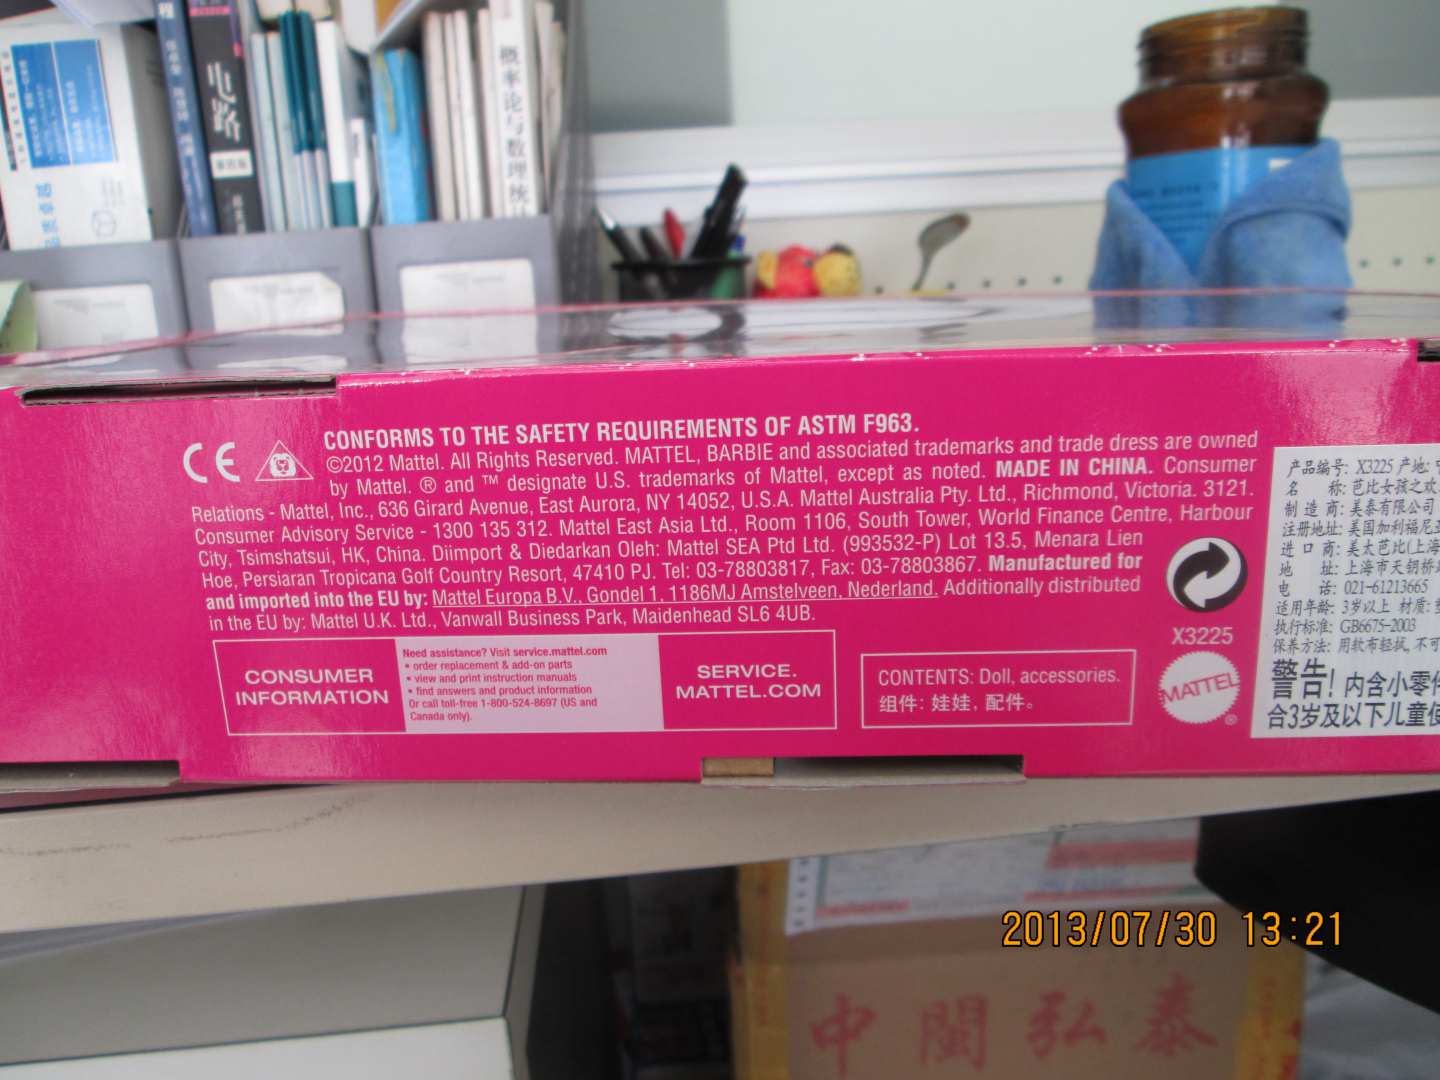 概率论与数理统
CE
CONFORMS TO THE SAFETY REQUIREMENTS OF ASTM F963.
©2012 Mattel. All Rights Reserved. MATTEL, BARBIE and associated trademarks and trade dress are owned
by Mattel. ® and ™ designate U.S. trademarks of Mattel, except as noted. MADE IN CHINA. Consumer
Relations - Mattel, Inc., 636 Girard Avenue, East Aurora, NY 14052, U.S.A. Mattel Australia Pty. Ltd., Richmond, Victoria. 3121.
Consumer Advisory Service - 1300 135 312. Mattel East Asia Ltd., Room 1106, South Tower, World Finance Centre, Harbour
City, Tsimshatsui, HK, China. Diimport & Diedarkan Oleh: Mattel SEA Ptd Ltd. (993532-P) Lot 13.5, Menara Lien
Hoe, Persiaran Tropicana Golf Country Resort, 47410 PJ. Tel: 03-78803817, Fax: 03-78803867. Manufactured for
and imported into the EU by: Mattel Europa B.V., Gondel 1, 1186MJ Amstelveen, Nederland. Additionally distributed
in the EU by: Mattel U.K. Ltd., Vanwall Business Park, Maidenhead SL6 4UB.
CONSUMER
INFORMATION
Need assistance? Visit service.mattel.com
• order replacement & add-on parts
• view and print instruction manuals
• find answers and product information
Or call toll-free 1-800-524-8697 (US and
Canada only).
SERVICE.
MATTEL.COM
CONTENTS: Doll, accessories.
组件: 娃娃, 配件。
X3225
MATTEL
®
产品编号: X3225 产地:
名 称: 芭比女孩之欢
制 造 商: 美泰有限公司
注册地址: 美国加利福尼亚
进 口 商: 美太芭比(上海
地 址: 上海市天钥桥
电 话: 021-61213665
适用年龄: 3岁以上 材质:
执行标准: GB6675-2003
保养方法: 用软布轻拭, 不可
警告! 内含小零件
合3岁及以下儿童使
2013/07/30 13:21
中閩弘泰